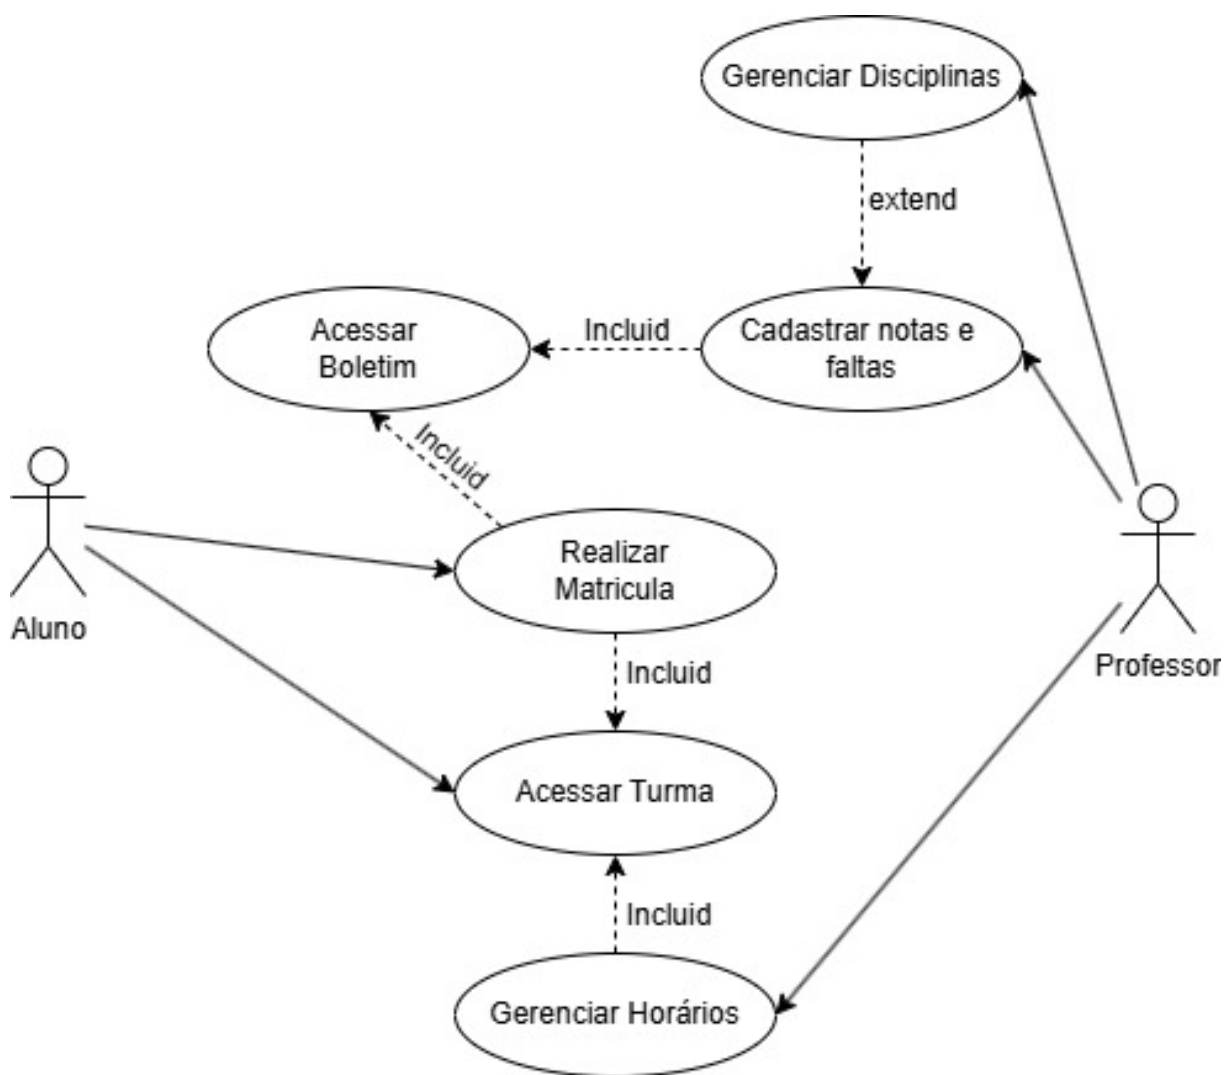 Gerenciar Disciplinas
extend
Acessar
Boletim
Incluid
Cadastrar notas e
faltas
Incluid
Aluno
Realizar
Matricula
Professor
Incluid
Acessar Turma
Incluid
Gerenciar Horários